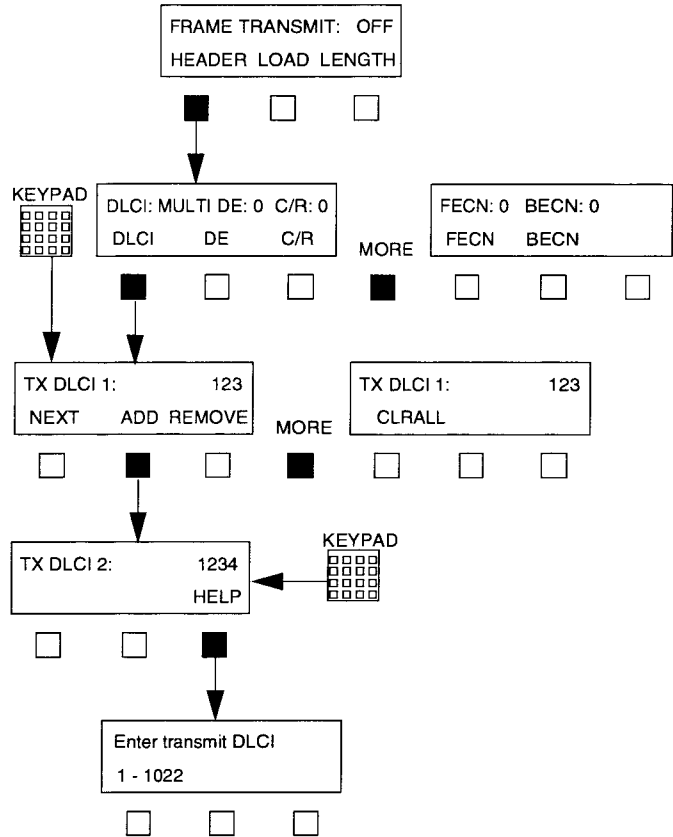 FRAME TRANSMIT: OFF
HEADER LOAD LENGTH
KEYPAD
DLCI: MULTI DE: 0 C/R: 0
DLCI DE C/R
MORE
FECN: 0 BECN: 0
FECN BECN
TX DLCI 1: 123
NEXT ADD REMOVE
MORE
TX DLCI 1: 123
CLRALL
TX DLCI 2: 1234
HELP
KEYPAD
Enter transmit DLCI
1 - 1022